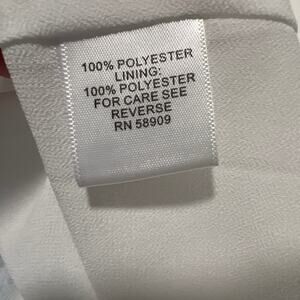 100% POLYESTER
LINING:
100% POLYESTER
FOR CARE SEE
REVERSE
RN 58909